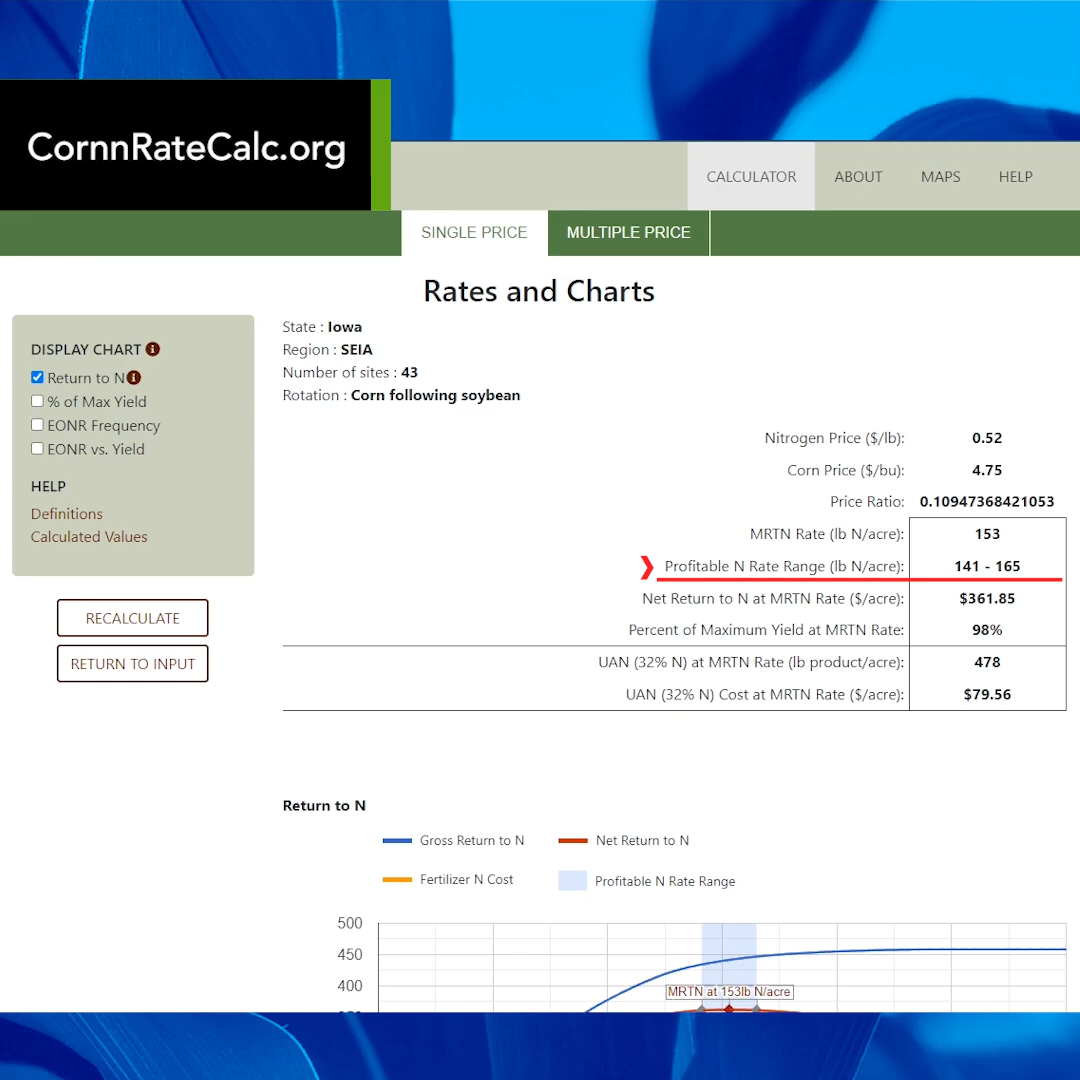 CornnRateCalc.org
CALCULATOR ABOUT MAPS HELP
SINGLE PRICE MULTIPLE PRICE
Rates and Charts
DISPLAY CHART
Return to N
% of Max Yield
EONR Frequency
EONR vs. Yield
HELP
Definitions
Calculated Values
RECALCULATE
RETURN TO INPUT
State : Iowa
Region : SEIA
Number of sites : 43
Rotation : Corn following soybean
Nitrogen Price ($/lb): 0.52
Corn Price ($/bu): 4.75
Price Ratio: 0.10947368421053
MRTN Rate (lb N/acre): 153
Profitable N Rate Range (lb N/acre): 141 - 165
Net Return to N at MRTN Rate ($/acre): $361.85
Percent of Maximum Yield at MRTN Rate: 98%
UAN (32% N) at MRTN Rate (lb product/acre): 478
UAN (32% N) Cost at MRTN Rate ($/acre): $79.56
Return to N
Gross Return to N Net Return to N
Fertilizer N Cost Profitable N Rate Range
500
450
400
MRTN at 153lb N/acre